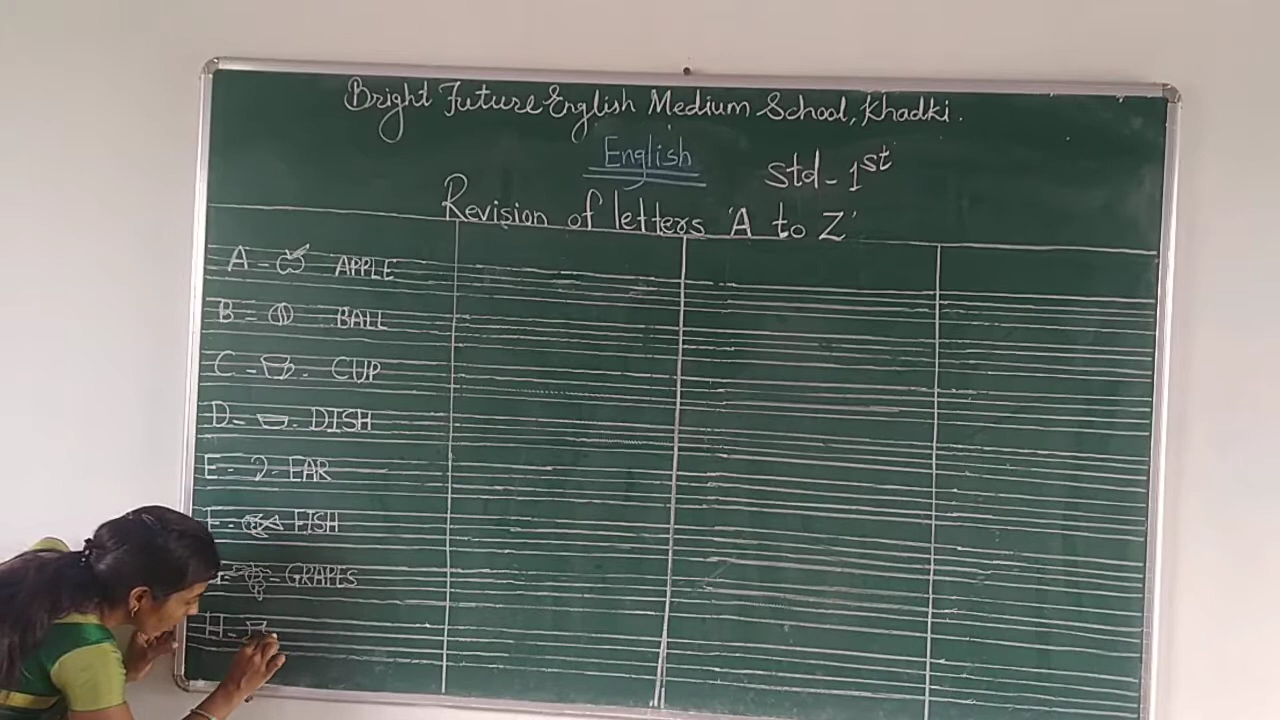 Bright Future English Medium School, Khadki.
English
Std - 1st
Revision of letters 'A to Z'
A - APPLE
B - BALL
C - - CUP
D - - DISH
E - - EAR
F - FISH
- GRAPES
H -